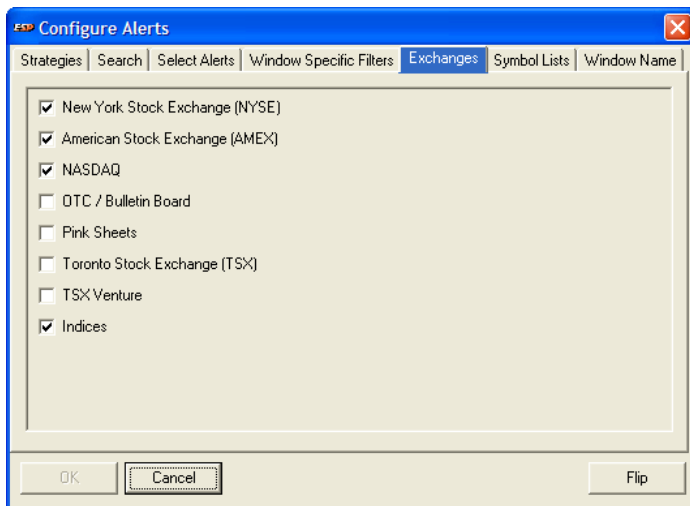 ESP Configure Alerts
Strategies Search Select Alerts Window Specific Filters Exchanges Symbol Lists Window Name
New York Stock Exchange (NYSE)
American Stock Exchange (AMEX)
NASDAQ
OTC / Bulletin Board
Pink Sheets
Toronto Stock Exchange (TSX)
TSX Venture
Indices
OK Cancel Flip